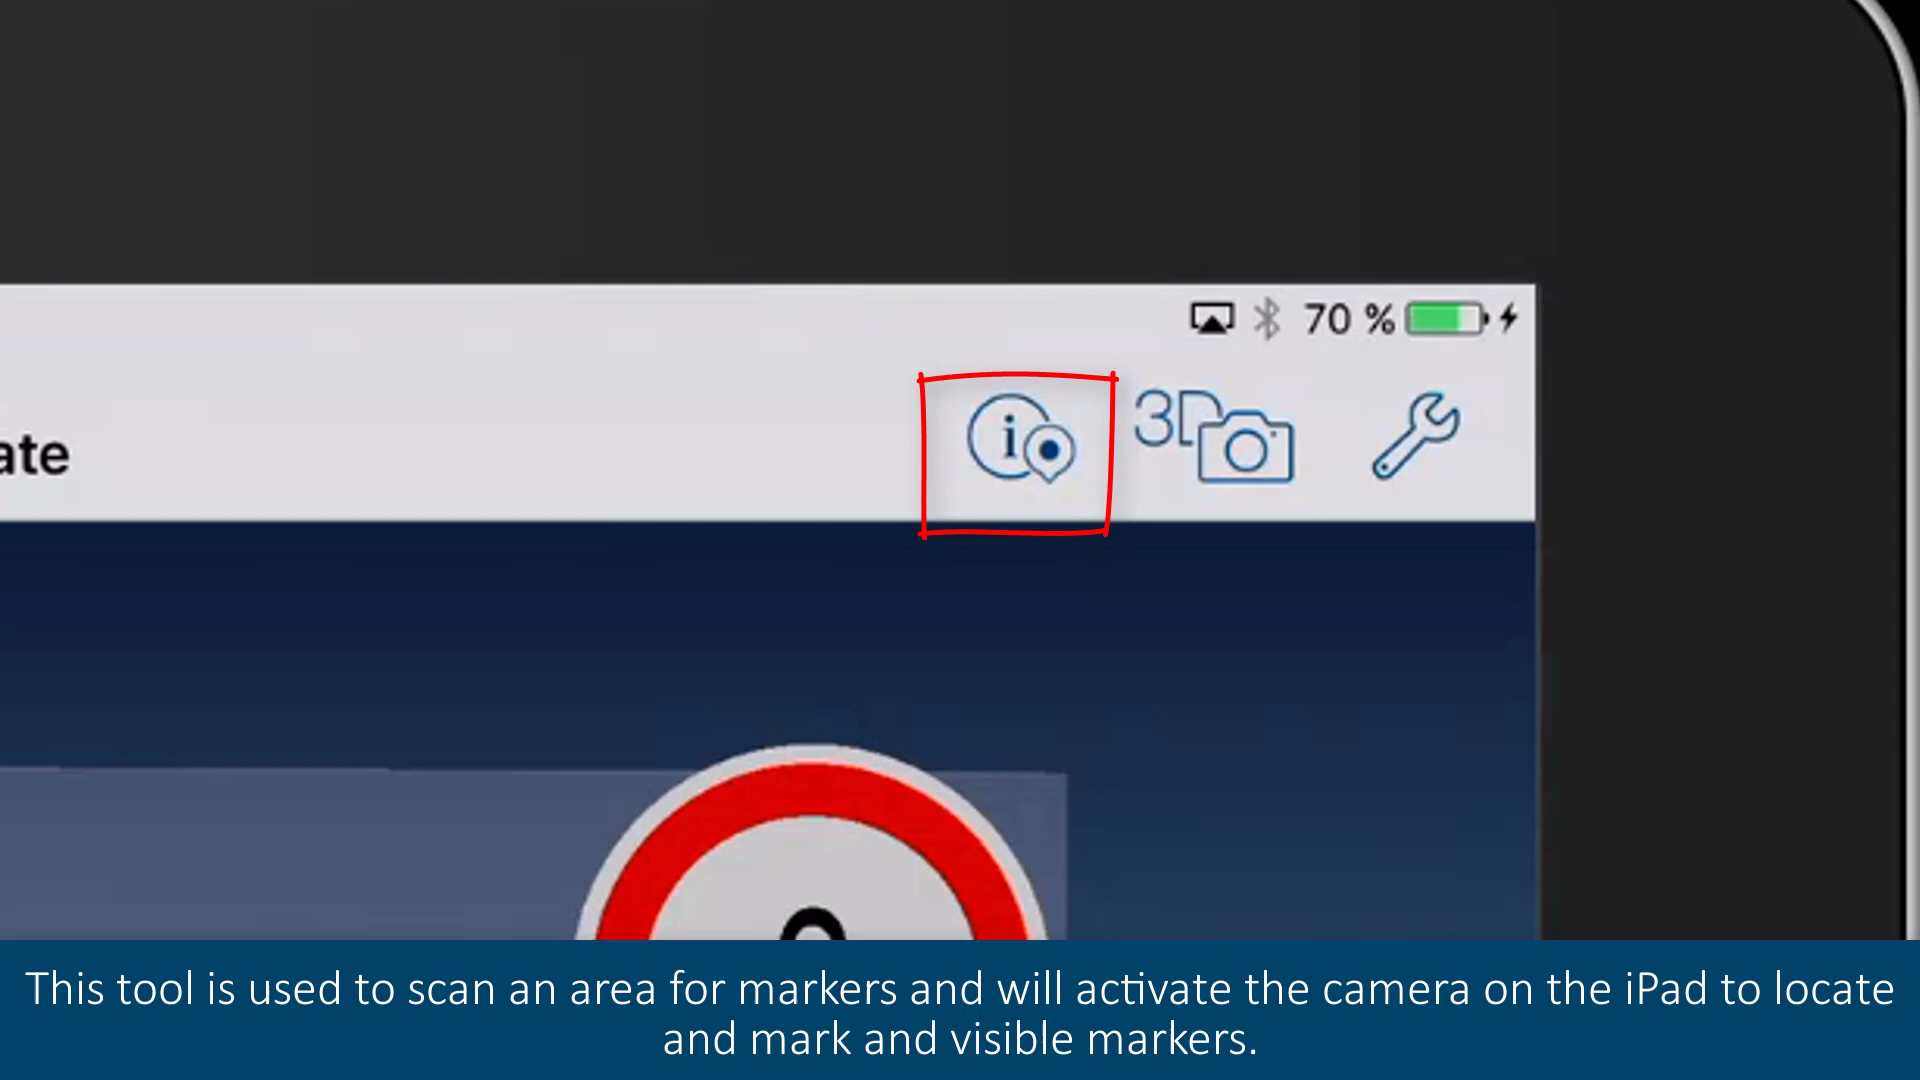 70 %
i 3D
ate
This tool is used to scan an area for markers and will activate the camera on the iPad to locate
and mark and visible markers.